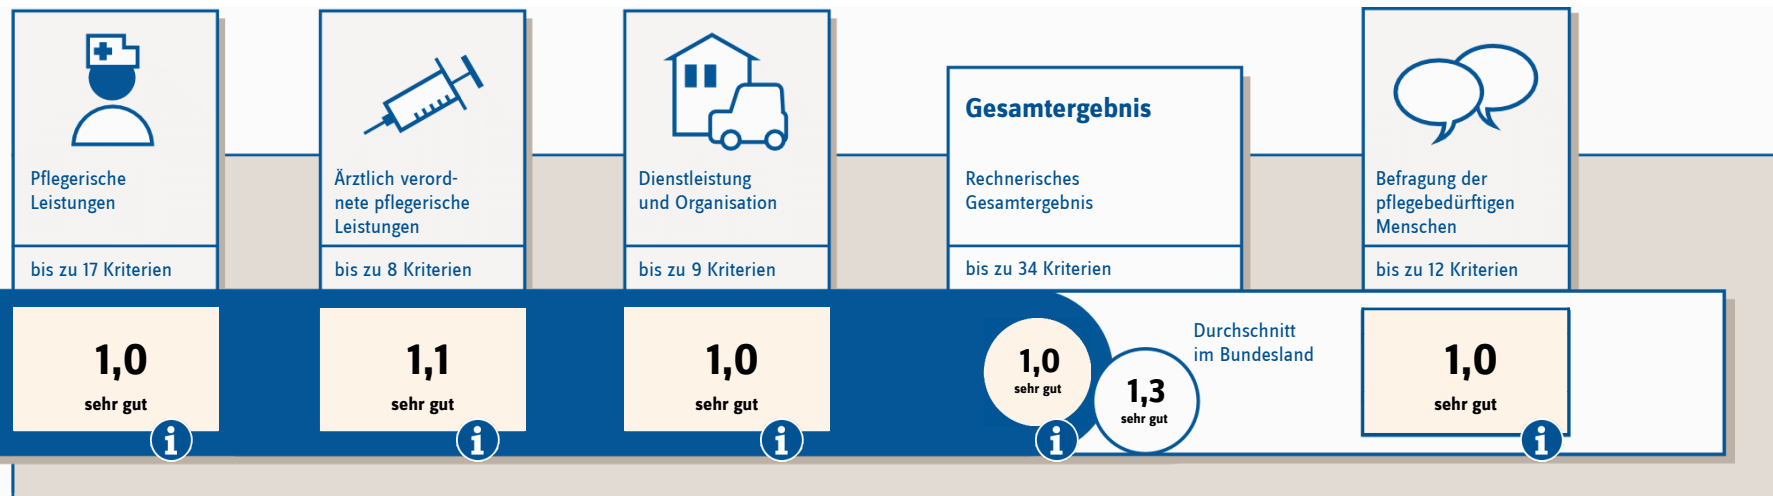 Pflegerische
Leistungen
bis zu 17 Kriterien
1,0
sehr gut
i
Ärztlich verord-
nete pflegerische
Leistungen
bis zu 8 Kriterien
1,1
sehr gut
i
Dienstleistung
und Organisation
bis zu 9 Kriterien
1,0
sehr gut
i
Gesamtergebnis
Rechnerisches
Gesamtergebnis
bis zu 34 Kriterien
1,0
sehr gut
i
1,3
sehr gut
Durchschnitt
im Bundesland
Befragung der
pflegebedürftigen
Menschen
bis zu 12 Kriterien
1,0
sehr gut
i